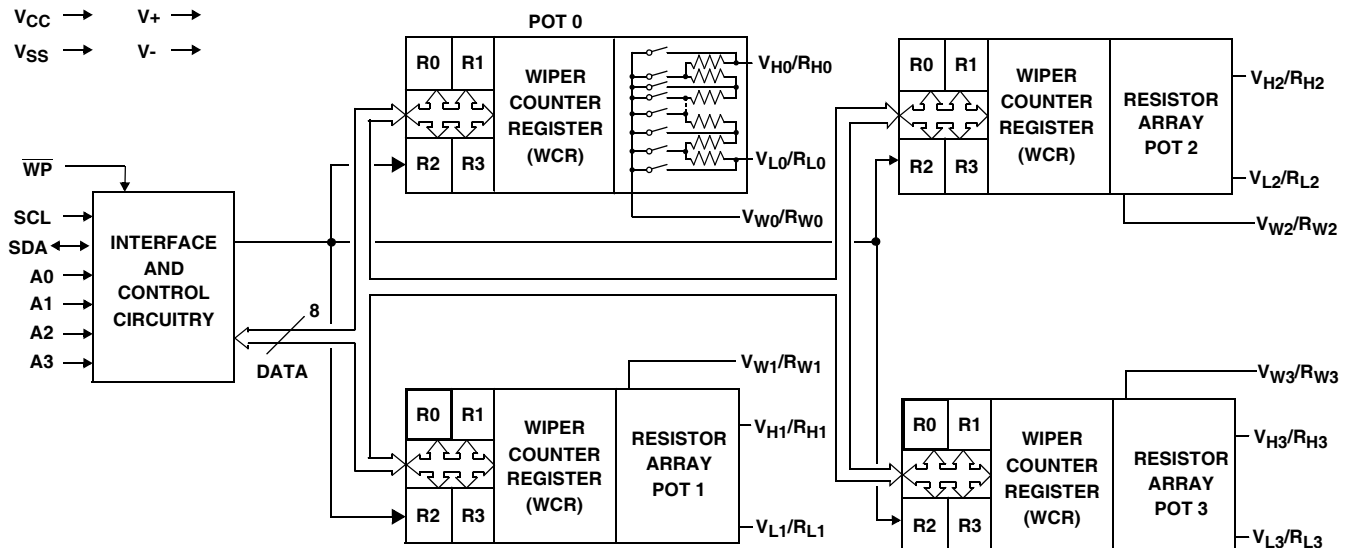 VCC V+
VSS V-
WP
SCL
SDA
A0
A1
A2
A3
INTERFACE
AND
CONTROL
CIRCUITRY
8
DATA
POT 0
R0 R1
R2 R3
WIPER
COUNTER
REGISTER
(WCR)
VH0/RH0
VL0/RL0
VW0/RW0
R0 R1
R2 R3
WIPER
COUNTER
REGISTER
(WCR)
RESISTOR
ARRAY
POT 2
VH2/RH2
VL2/RL2
VW2/RW2
VW1/RW1
R0 R1
R2 R3
WIPER
COUNTER
REGISTER
(WCR)
RESISTOR
ARRAY
POT 1
VH1/RH1
VL1/RL1
VW3/RW3
R0 R1
R2 R3
WIPER
COUNTER
REGISTER
(WCR)
RESISTOR
ARRAY
POT 3
VH3/RH3
VL3/RL3